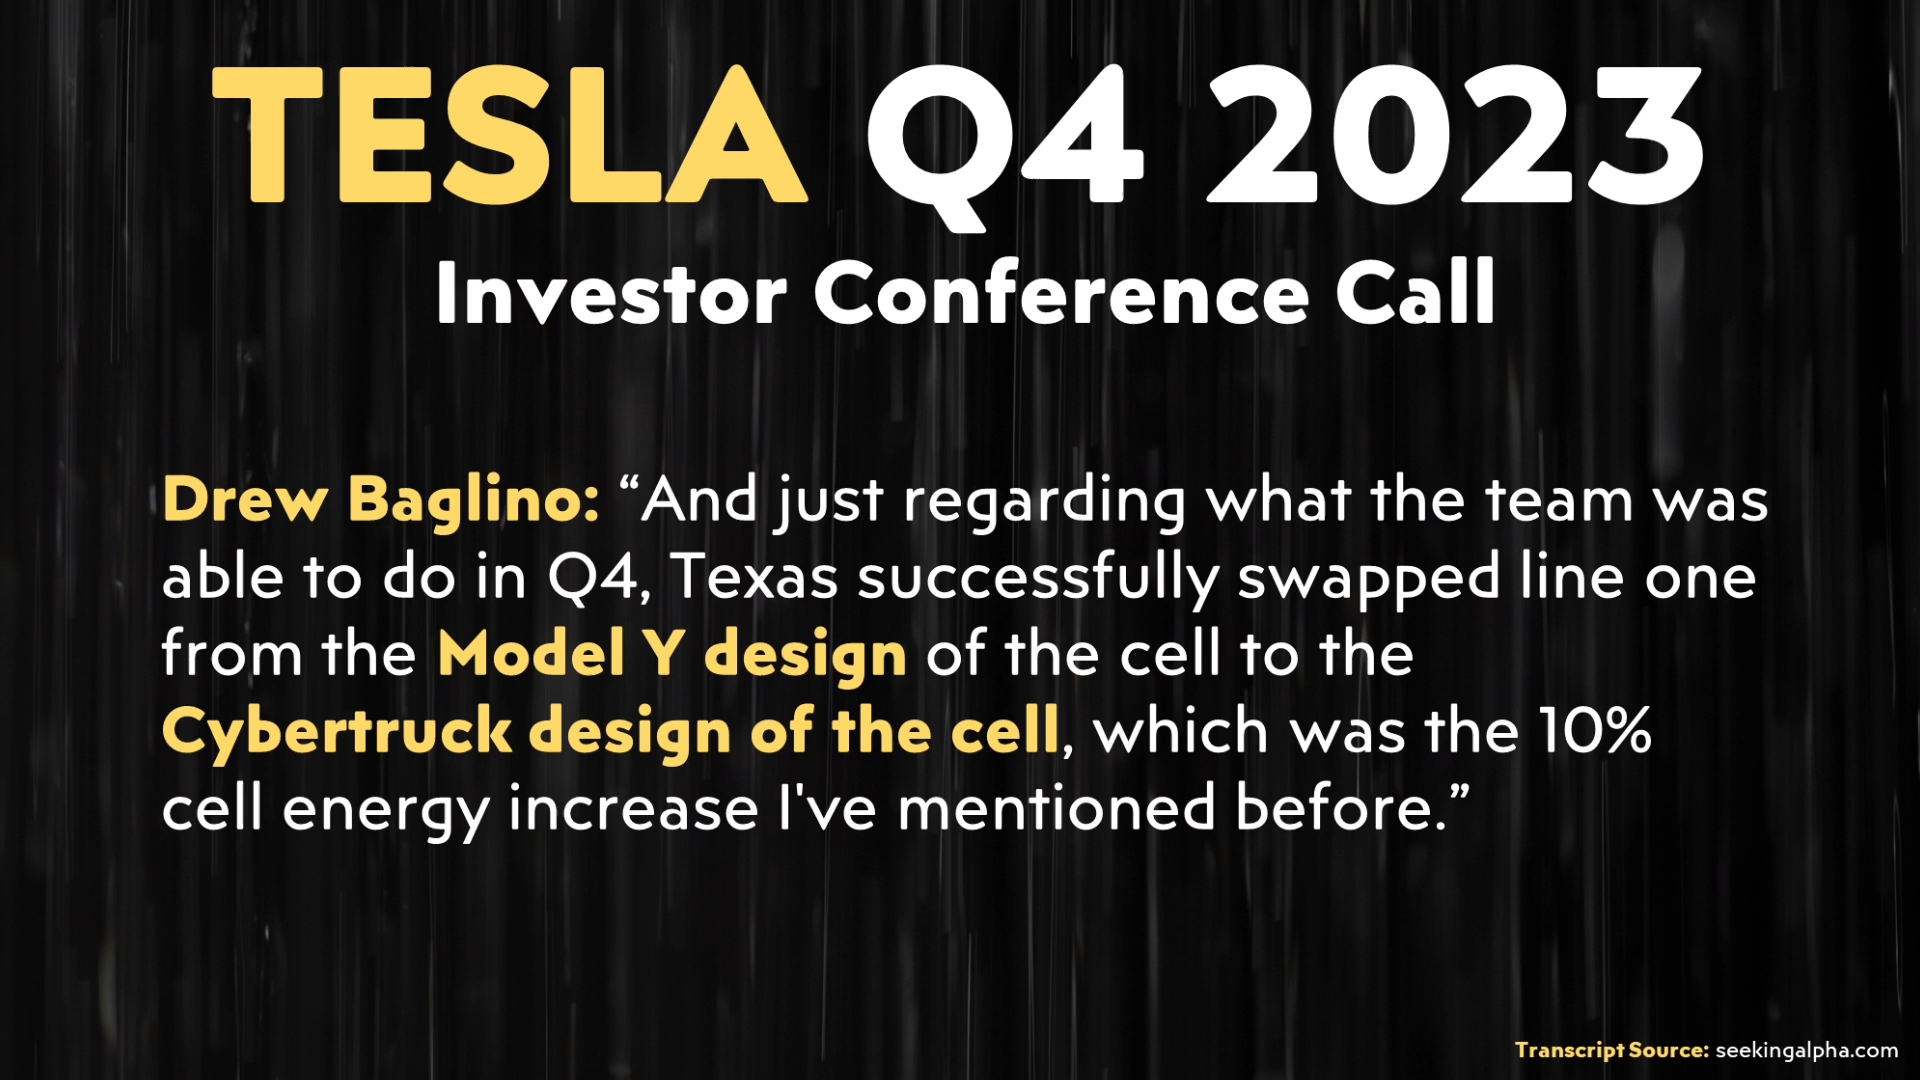 TESLA Q4 2023
Investor Conference Call
Drew Baglino: “And just regarding what the team was
able to do in Q4, Texas successfully swapped line one
from the Model Y design of the cell to the
Cybertruck design of the cell, which was the 10%
cell energy increase I've mentioned before.”
Transcript Source: seekingalpha.com